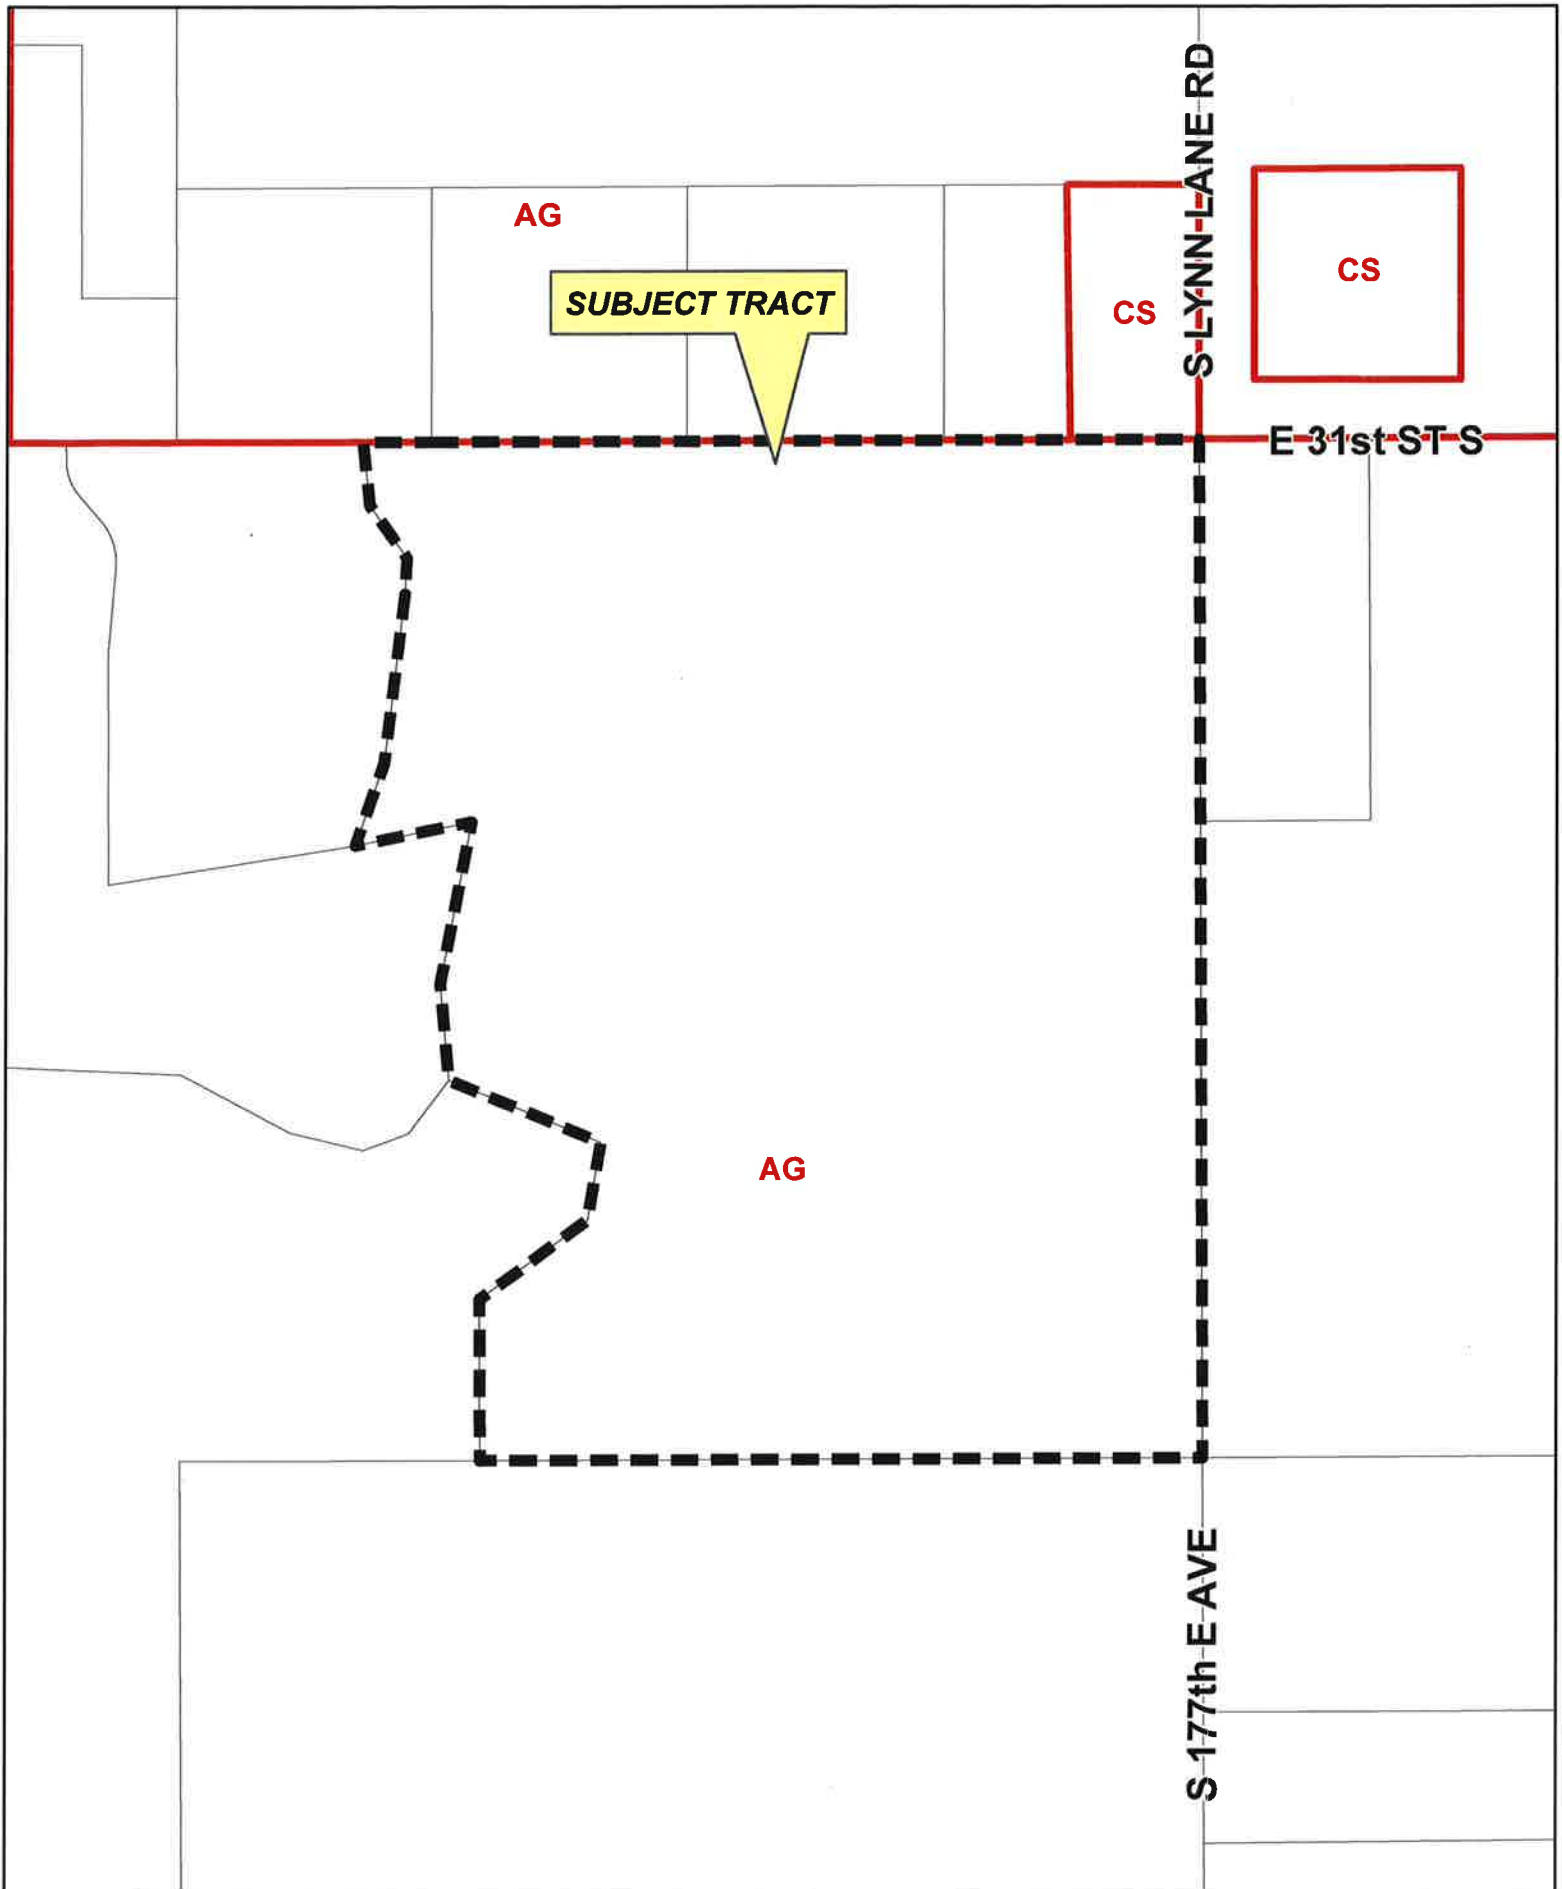 S LYNN LANE RD
AG
CS
SUBJECT TRACT
CS
E 31st ST S
AG
S 177th E AVE